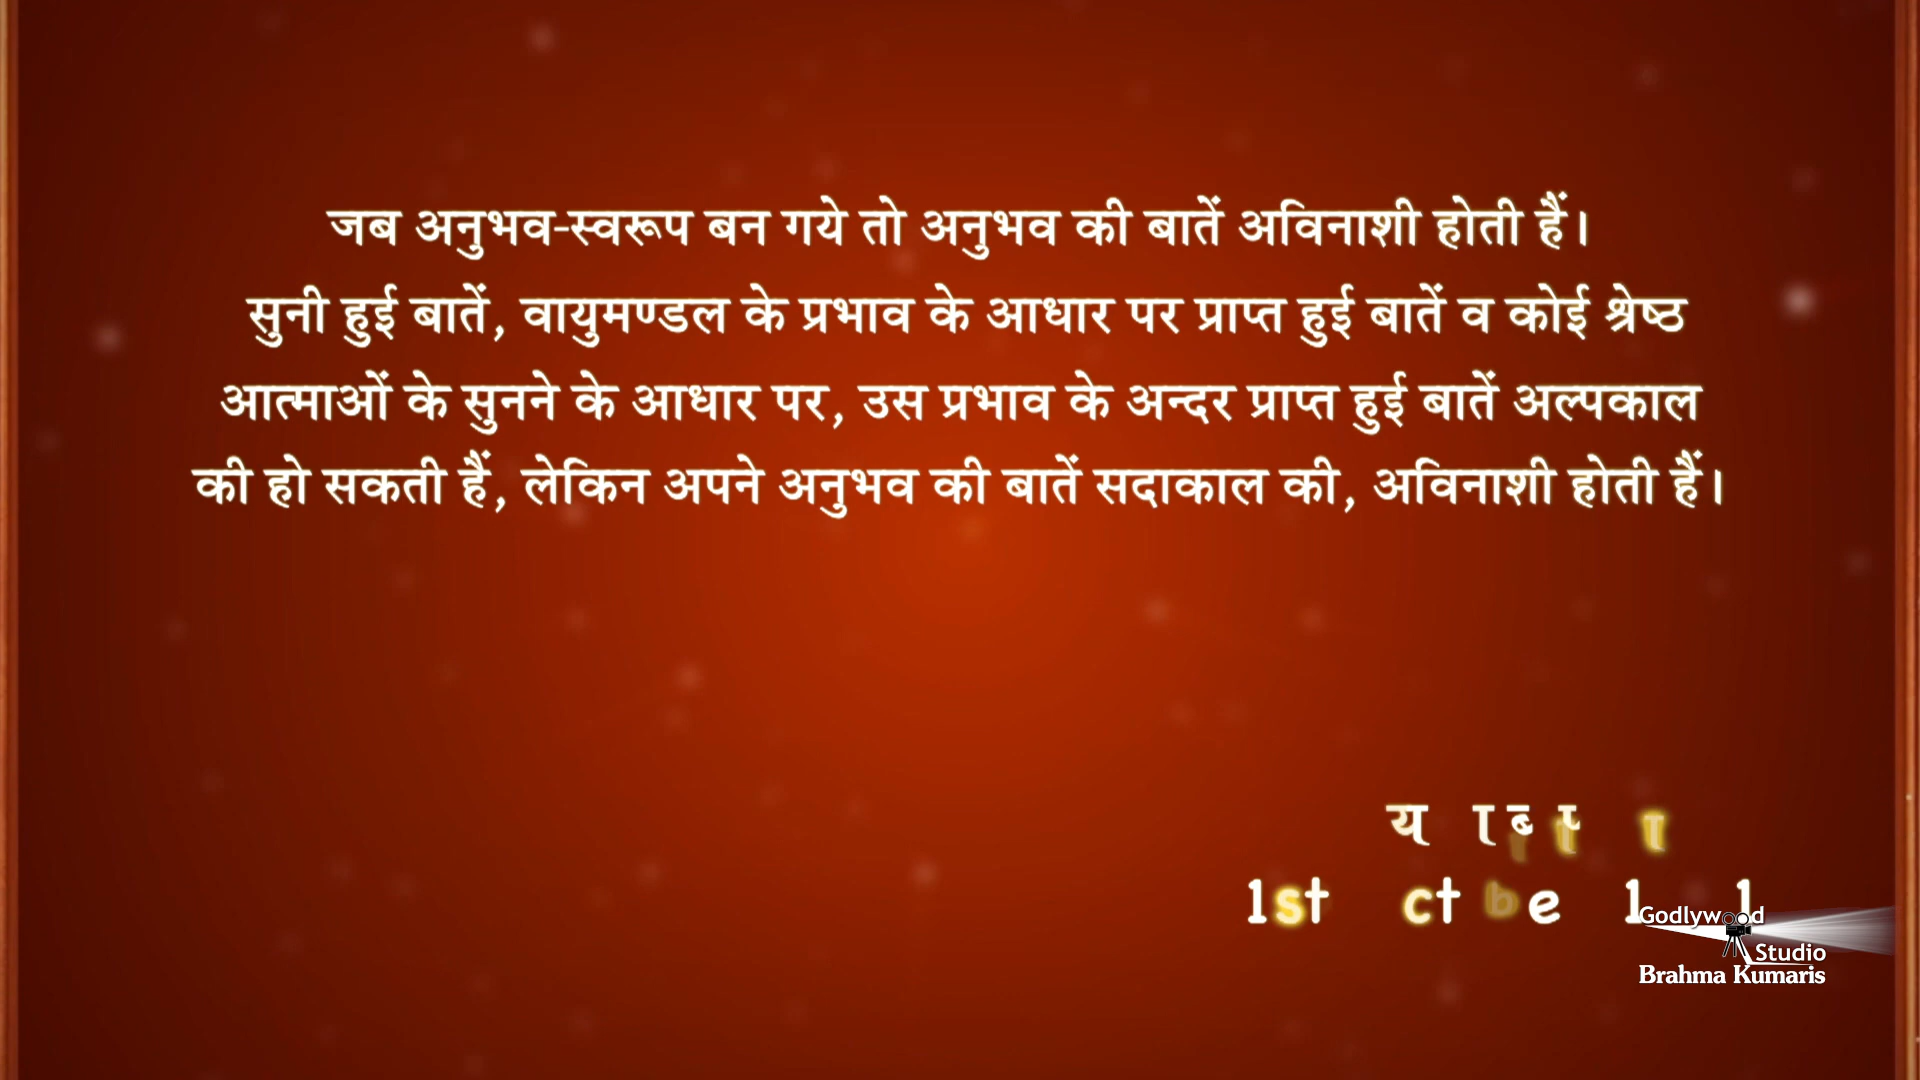 जब अनुभव-स्वरूप बन गये तो अनुभव की बातें अविनाशी होती हैं।
सुनी हुई बातें, वायुमण्डल के प्रभाव के आधार पर प्राप्त हुई बातें व कोई श्रेष्ठ
आत्माओं के सुनने के आधार पर, उस प्रभाव के अन्दर प्राप्त हुई बातें अल्पकाल
की हो सकती हैं, लेकिन अपने अनुभव की बातें सदाकाल की, अविनाशी होती हैं।
1st
Godlywood
Studio
Brahma Kumaris